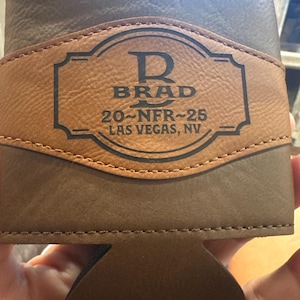 B
BRAD
20~NFR~25
LAS VEGAS, NV